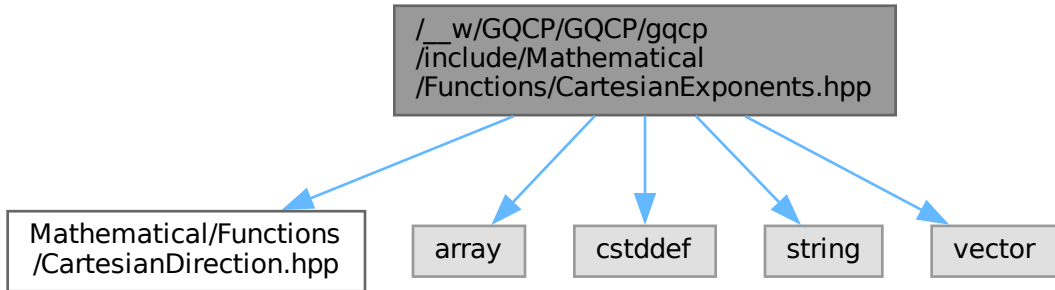 /__w/GQCP/GQCP/gqcp
/include/Mathematical
/Functions/CartesianExponents.hpp
Mathematical/Functions
/CartesianDirection.hpp
array
cstddef
string
vector